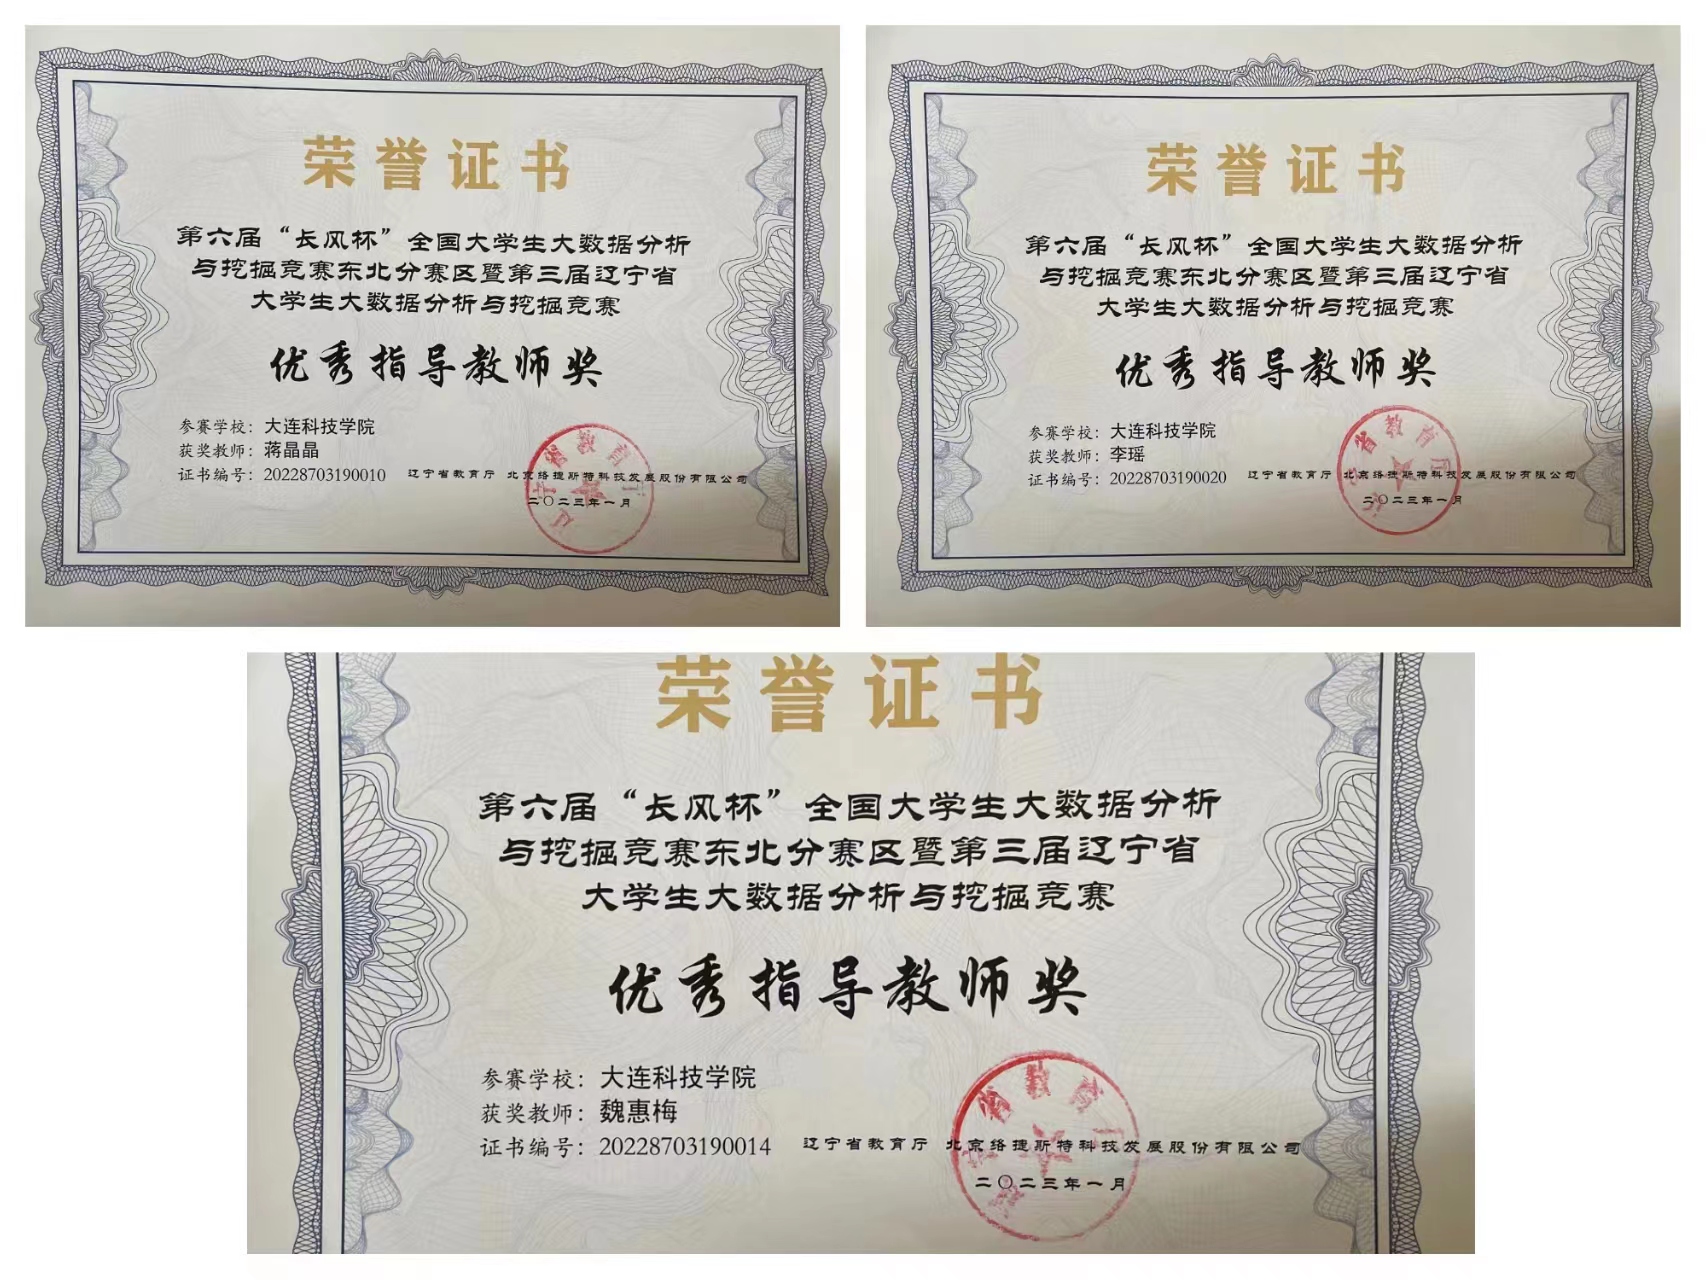 荣誉证书
第六届“长风杯”全国大学生大数据分析
与挖掘竞赛东北分赛区暨第三届辽宁省
大学生大数据分析与挖掘竞赛
优秀指导教师奖
参赛学校：大连科技学院
获奖教师：蒋晶晶
证书编号：20228703190010
辽宁省教育厅 北京络捷斯特科技发展股份有限公司
二〇二三年一月
荣誉证书
第六届“长风杯”全国大学生大数据分析
与挖掘竞赛东北分赛区暨第三届辽宁省
大学生大数据分析与挖掘竞赛
优秀指导教师奖
参赛学校：大连科技学院
获奖教师：李瑶
证书编号：20228703190020
辽宁省教育厅 北京络捷斯特科技发展股份有限公司
二〇二三年一月
荣誉证书
第六届“长风杯”全国大学生大数据分析
与挖掘竞赛东北分赛区暨第三届辽宁省
大学生大数据分析与挖掘竞赛
优秀指导教师奖
参赛学校：大连科技学院
获奖教师：魏惠梅
证书编号：20228703190014
辽宁省教育厅 北京络捷斯特科技发展股份有限公司
二〇二三年一月